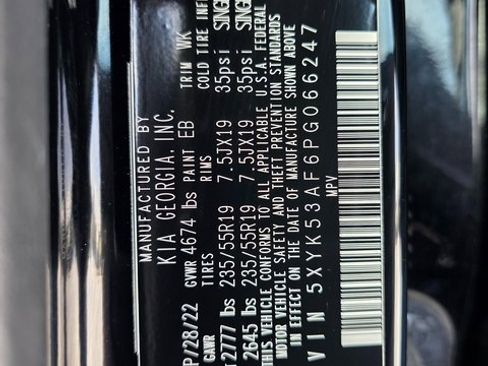 MANUFACTURED BY
KIA GEORGIA, INC.
P/28/22 GVWR 4674 lbs PAINT EB TRIM WK
GAWR TIRES RIMS COLD TIRE INF
2777 lbs 235/55R19 7.5JX19 35psi SINGL
2645 lbs 235/55R19 7.5JX19 35psi SINGL
THIS VEHICLE CONFORMS TO ALL APPLICABLE U.S.A. FEDERAL
MOTOR VEHICLE SAFETY AND THEFT PREVENTION STANDARDS
IN EFFECT ON THE DATE OF MANUFACTURE SHOWN ABOVE
VIN 5XYK53AF6PG066247
MPV